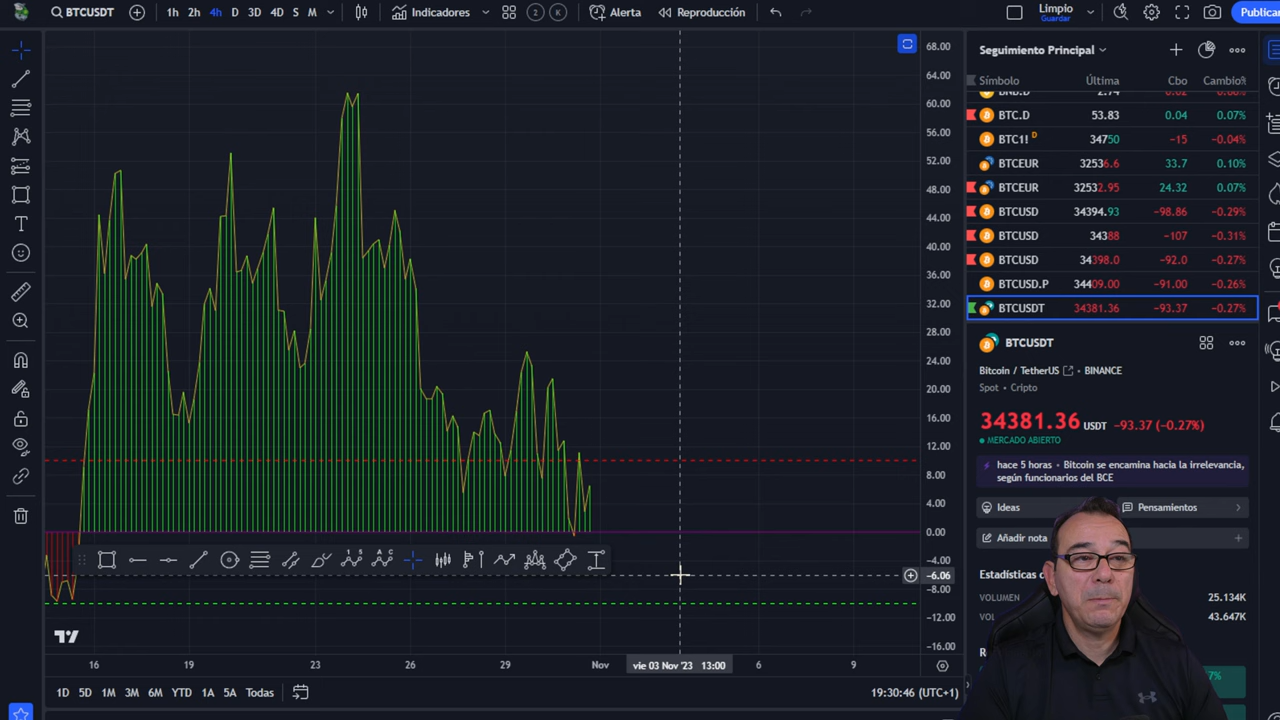 BTCUSDT
1h 2h 4h D 3D 4D S M
Indicadores
2 K
Alerta
Reproducción
Limpio
Guardar
Publicar
68.00
64.00
60.00
56.00
52.00
48.00
44.00
40.00
36.00
32.00
28.00
24.00
20.00
16.00
12.00
8.00
4.00
0.00
−4.00
−6.06
−8.00
−12.00
−16.00
16 19 23 26 29 Nov vie 03 Nov '23 13:00 6 9
1D 5D 1M 3M 6M YTD 1A 5A Todas
19:30:46 (UTC+1)
Seguimiento Principal
Símbolo Última Cbo Cambio%
BTC.D 53.83 0.04 0.07%
BTC1! D 34750 −15 −0.04%
BTCEUR 32536.6 33.7 0.10%
BTCEUR 32532.95 24.32 0.07%
BTCUSD 34394.93 −98.86 −0.29%
BTCUSD 34388 −107 −0.31%
BTCUSD 34398.0 −92.0 −0.27%
BTCUSD.P 34409.00 −91.00 −0.26%
BTCUSDT 34381.36 −93.37 −0.27%
BTCUSDT
Bitcoin / TetherUS • BINANCE
Spot • Cripto
34381.36 USDT −93.37 (−0.27%)
MERCADO ABIERTO
hace 5 horas • Bitcoin se encamina hacia la irrelevancia,
según funcionarios del BCE
Ideas
Pensamientos
Añadir nota
Estadísticas
VOLUMEN 25.134K
43.647K